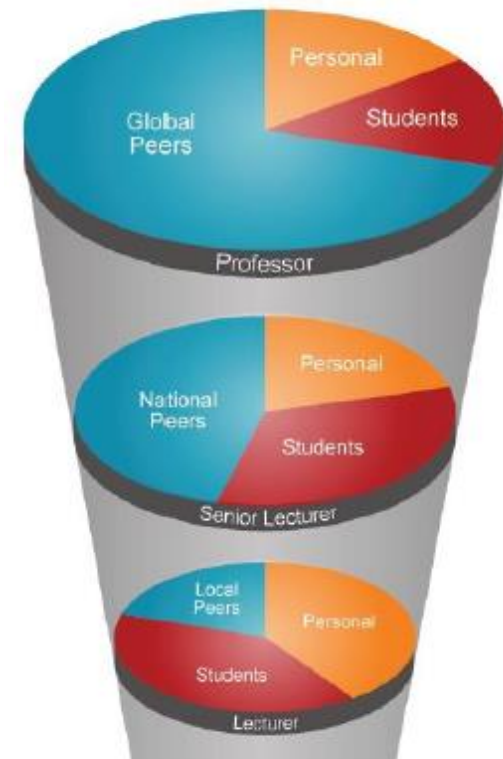 Personal
Global
Peers
Students
Professor
Personal
National
Peers
Students
Senior Lecturer
Local
Peers
Personal
Students
Lecturer